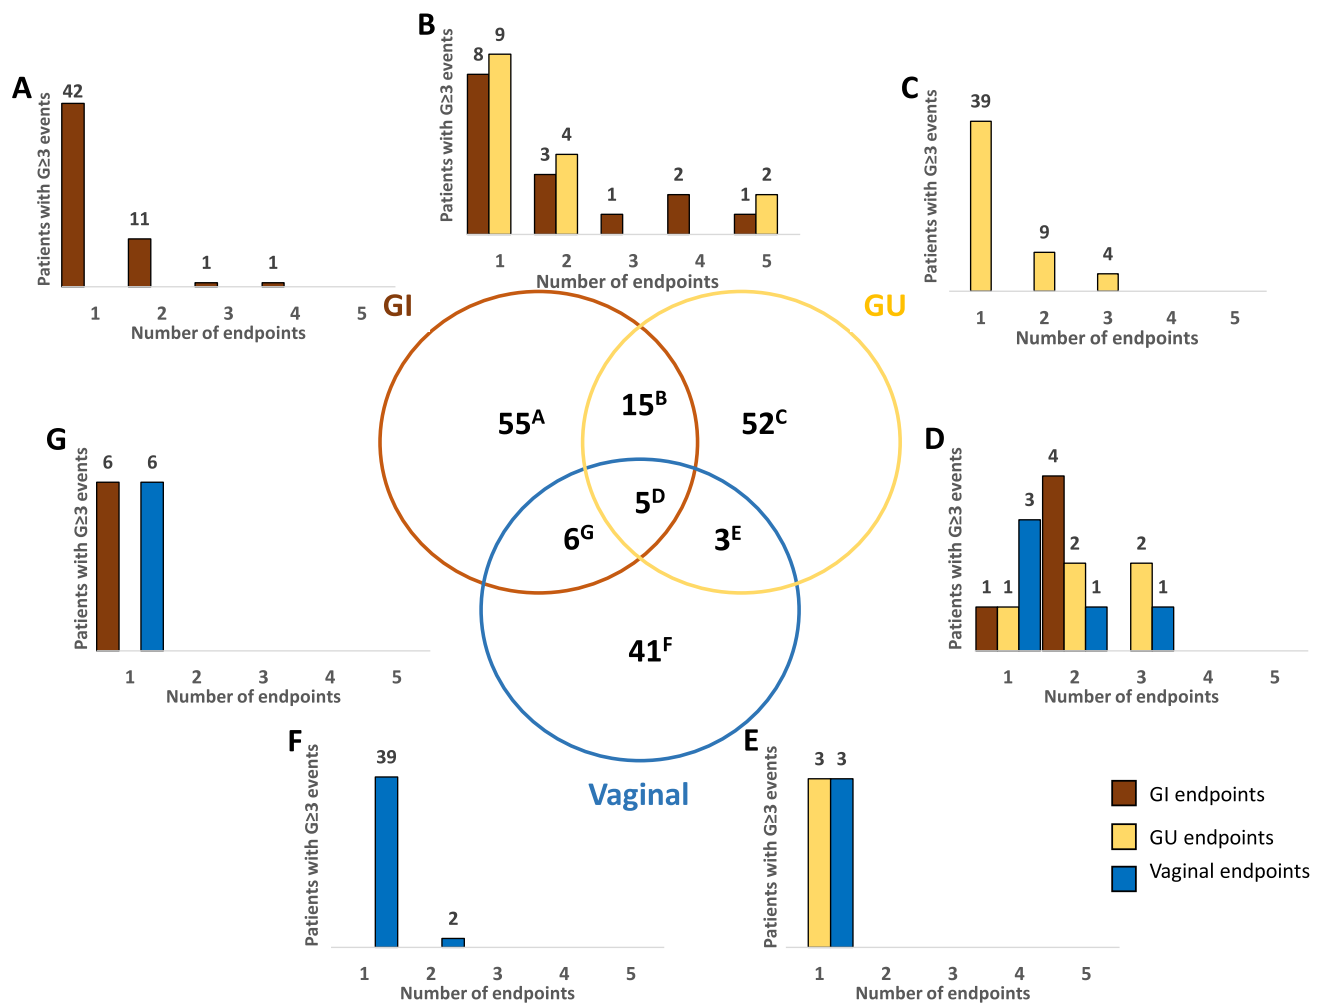 A
Patients with G≥3 events
42
11
1
1
1 2 3 4 5
Number of endpoints
B
Patients with G≥3 events
8 9
3 4
1
2
1 2
1 2 3 4 5
Number of endpoints
C
Patients with G≥3 events
39
9
4
1 2 3 4 5
Number of endpoints
GI
GU
55A
15B
52C
5D
6G
3E
41F
Vaginal
G
Patients with G≥3 events
6 6
1 2 3 4 5
Number of endpoints
D
Patients with G≥3 events
1 1 3
4 2 1
2 1
1 2 3 4 5
Number of endpoints
F
Patients with G≥3 events
39
2
1 2 3 4 5
Number of endpoints
E
Patients with G≥3 events
3 3
1 2 3 4 5
Number of endpoints
GI endpoints
GU endpoints
Vaginal endpoints